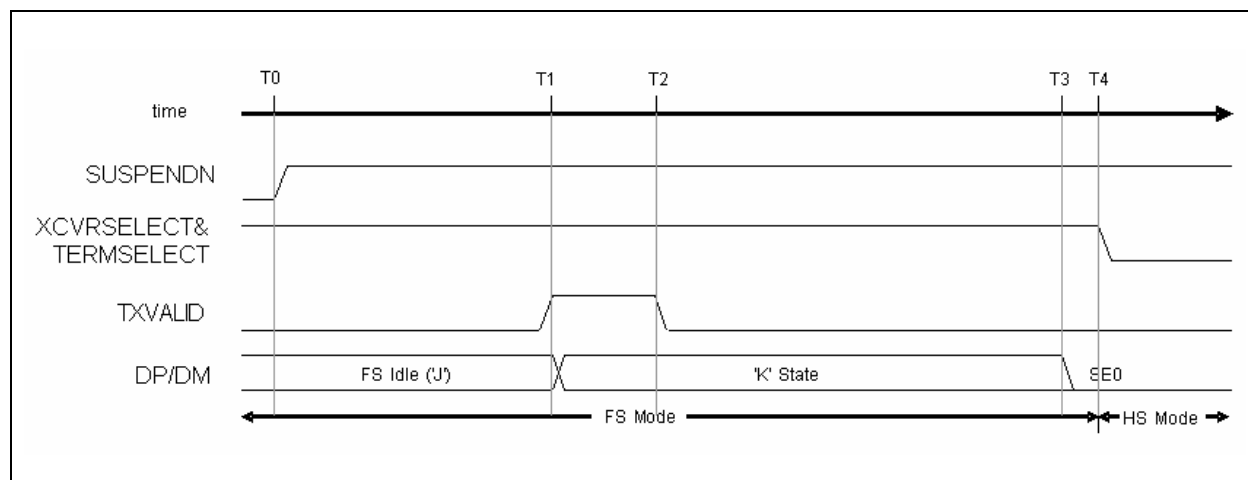 T0 T1 T2 T3 T4
time
SUSPENDN
XCVRSELECT&
TERMSELECT
TXVALID
DP/DM FS Idle ('J') 'K' State SE0
FS Mode HS Mode